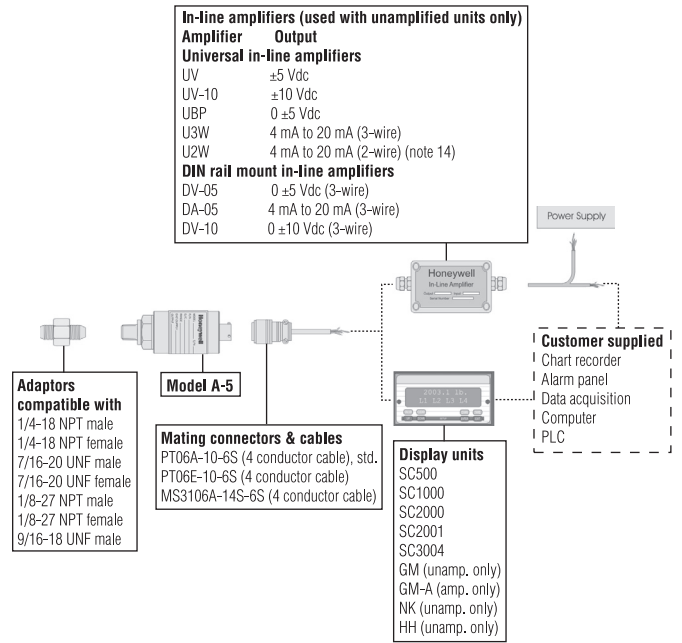 In-line amplifiers (used with unamplified units only)
Amplifier Output
Universal in-line amplifiers
UV ±5 Vdc
UV-10 ±10 Vdc
UBP 0 ±5 Vdc
U3W 4 mA to 20 mA (3-wire)
U2W 4 mA to 20 mA (2-wire) (note 14)
DIN rail mount in-line amplifiers
DV-05 0 ±5 Vdc (3-wire)
DA-05 4 mA to 20 mA (3-wire)
DV-10 0 ±10 Vdc (3-wire)
Power Supply
Honeywell
In-Line Amplifier
Honeywell
Adaptors
compatible with
1/4-18 NPT male
1/4-18 NPT female
7/16-20 UNF male
7/16-20 UNF female
1/8-27 NPT male
1/8-27 NPT female
9/16-18 UNF male
Model A-5
Mating connectors & cables
PT06A-10-6S (4 conductor cable), std.
PT06E-10-6S (4 conductor cable)
MS3106A-14S-6S (4 conductor cable)
2003.1 lb.
L1 L2 L3 L4
Display units
SC500
SC1000
SC2000
SC2001
SC3004
GM (unamp. only)
GM-A (amp. only)
NK (unamp. only)
HH (unamp. only)
Customer supplied
Chart recorder
Alarm panel
Data acquisition
Computer
PLC